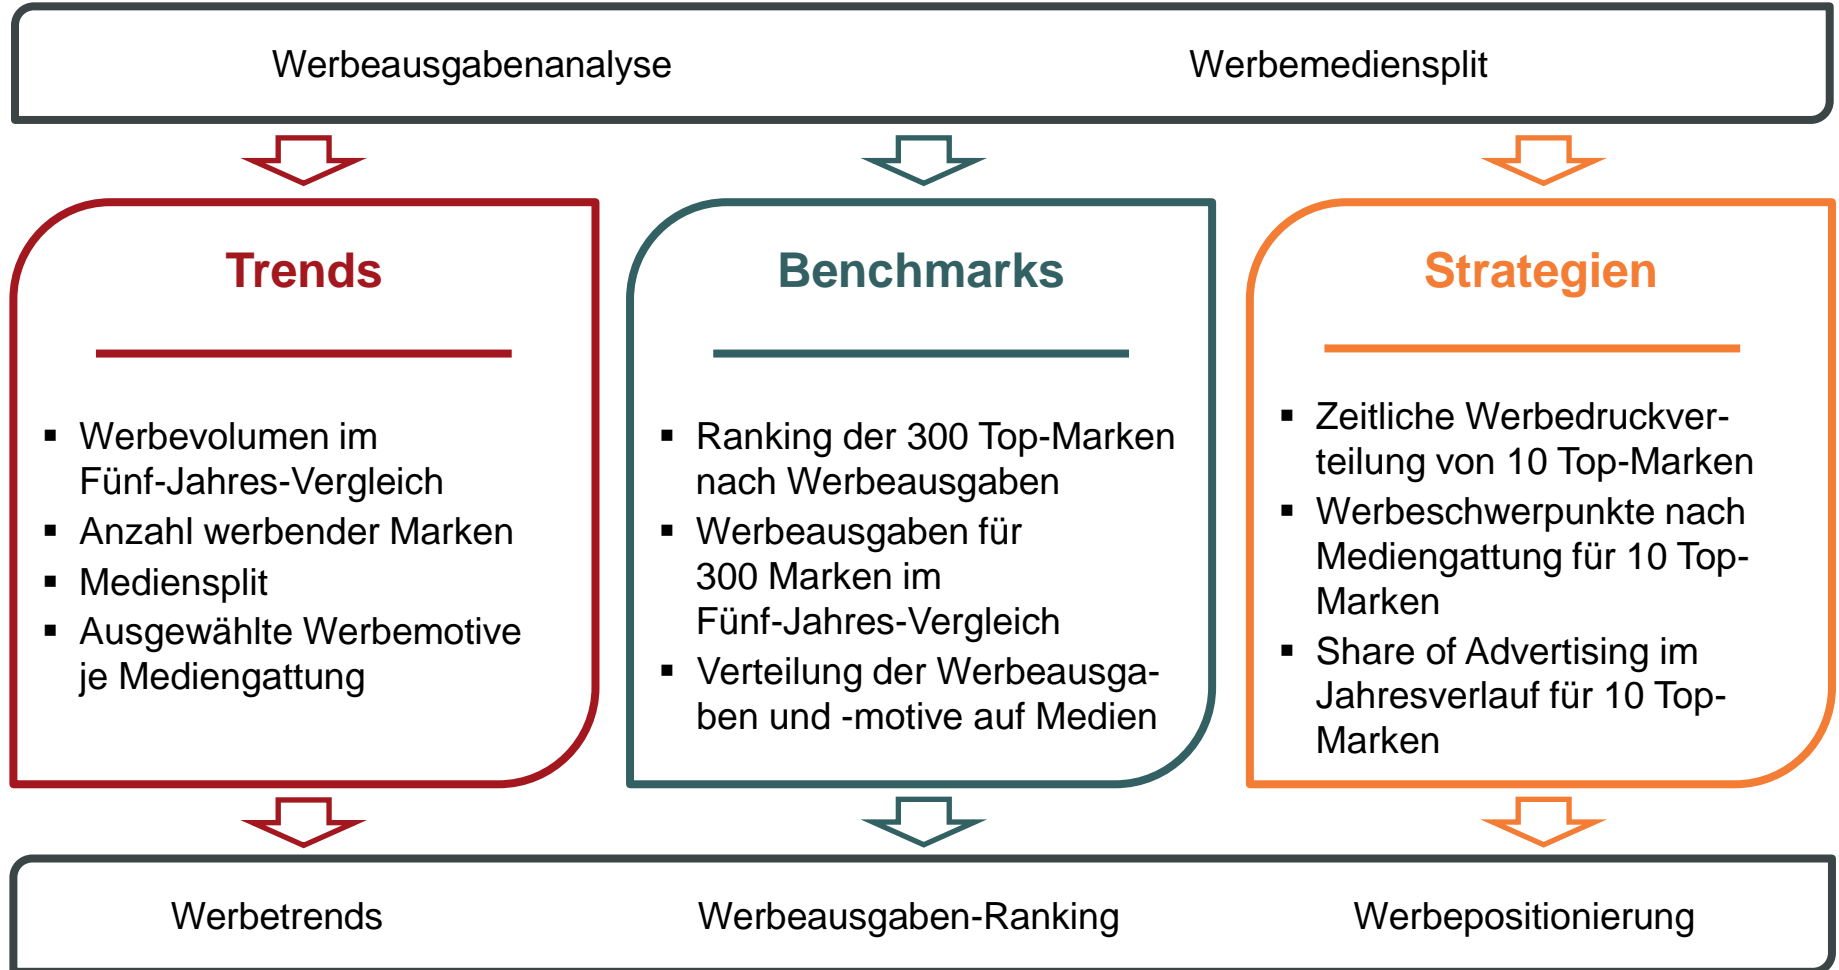 Werbeausgabenanalyse
Werbemediensplit
Trends
▪ Werbevolumen im
Fünf-Jahres-Vergleich
▪ Anzahl werbender Marken
▪ Mediensplit
▪ Ausgewählte Werbemotive
je Mediengattung
Benchmarks
▪ Ranking der 300 Top-Marken
nach Werbeausgaben
▪ Werbeausgaben für
300 Marken im
Fünf-Jahres-Vergleich
▪ Verteilung der Werbeausga-
ben und -motive auf Medien
Strategien
▪ Zeitliche Werbedruckver-
teilung von 10 Top-Marken
▪ Werbeschwerpunkte nach
Mediengattung für 10 Top-
Marken
▪ Share of Advertising im
Jahresverlauf für 10 Top-
Marken
Werbetrends
Werbeausgaben-Ranking
Werbepositionierung